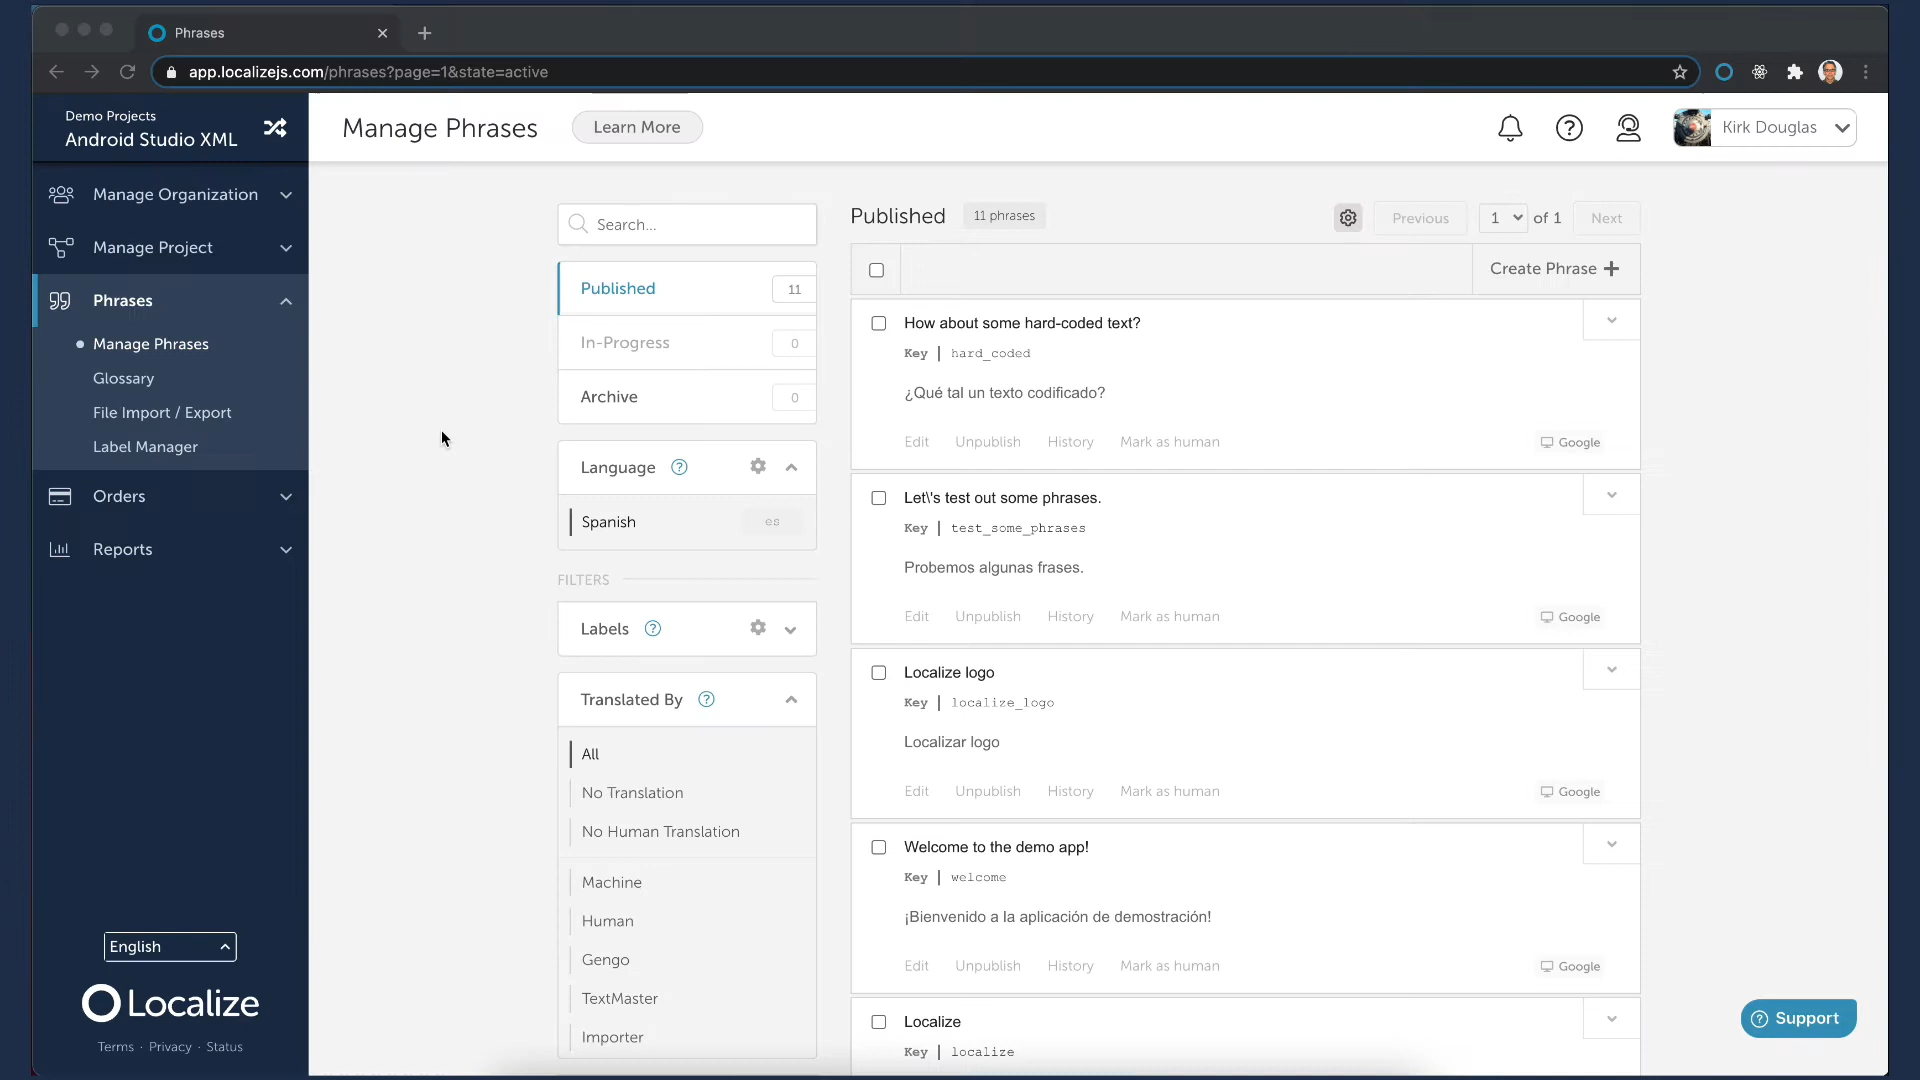 Phrases
app.localizejs.com/phrases?page=1&state=active
Demo Projects
Android Studio XML
Manage Phrases
Learn More
Kirk Douglas
Manage Organization
Manage Project
Phrases
Manage Phrases
Glossary
File Import / Export
Label Manager
Orders
Reports
English
Localize
Terms · Privacy · Status
Search...
Published 11
In-Progress 0
Archive 0
Language
Spanish es
FILTERS
Labels
Translated By
All
No Translation
No Human Translation
Machine
Human
Gengo
TextMaster
Importer
Published 11 phrases
Previous 1 of 1 Next
Create Phrase
How about some hard-coded text?
Key | hard_coded
¿Qué tal un texto codificado?
Edit Unpublish History Mark as human Google
Let\'s test out some phrases.
Key | test_some_phrases
Probemos algunas frases.
Edit Unpublish History Mark as human Google
Localize logo
Key | localize_logo
Localizar logo
Edit Unpublish History Mark as human Google
Welcome to the demo app!
Key | welcome
¡Bienvenido a la aplicación de demostración!
Edit Unpublish History Mark as human Google
Localize
Key | localize
Support